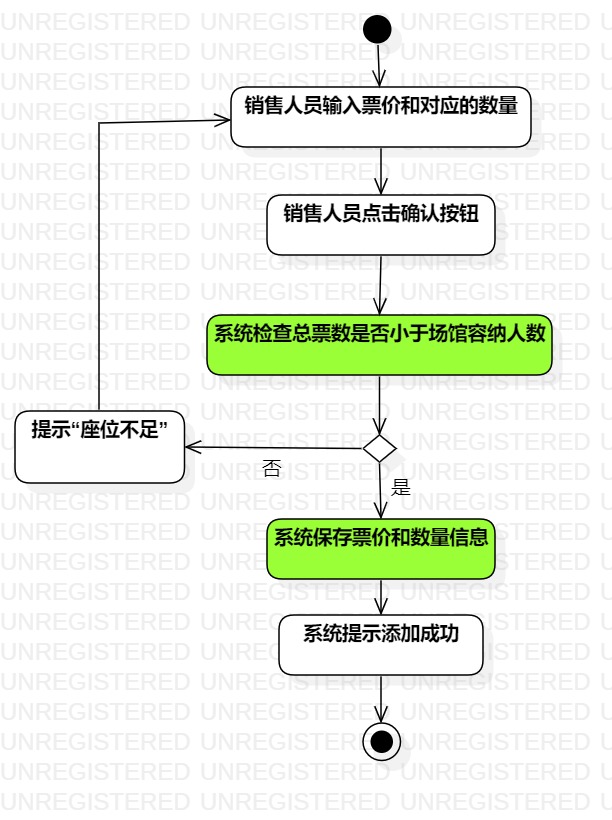 销售人员输入票价和对应的数量
销售人员点击确认按钮
系统检查总票数是否小于场馆容纳人数
提示“座位不足”
否
是
系统保存票价和数量信息
系统提示添加成功
UNREGISTERED